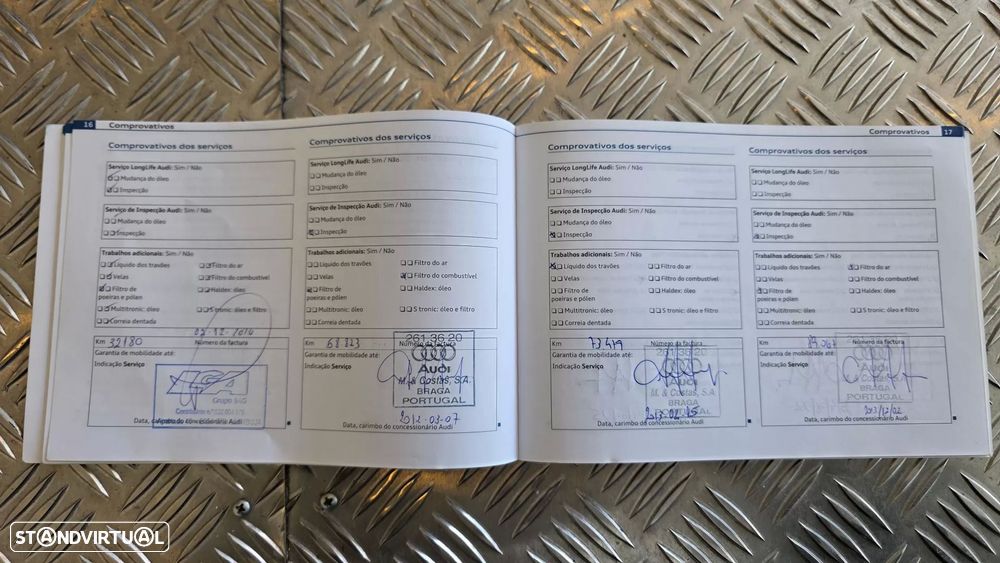 16 Comprovativos
Comprovativos dos serviços
Serviço LongLife Audi: Sim / Não
Mudança do óleo
Inspecção
Serviço de Inspecção Audi: Sim / Não
Mudança do óleo
Inspecção
Trabalhos adicionais: Sim / Não
Líquido dos travões
Filtro do ar
Velas
Filtro do combustível
Filtro de
poeiras e pólen
Haldex: óleo
Multitronic: óleo
S tronic: óleo e filtro
Correia dentada
Km 32180
Número da factura
Garantia de mobilidade até:
Indicação Serviço
Data, carimbo do concessionário Audi
Comprovativos dos serviços
Serviço LongLife Audi: Sim / Não
Mudança do óleo
Inspecção
Serviço de Inspecção Audi: Sim / Não
Mudança do óleo
Inspecção
Trabalhos adicionais: Sim / Não
Líquido dos travões
Filtro do ar
Velas
Filtro do combustível
Filtro de
poeiras e pólen
Haldex: óleo
Multitronic: óleo
S tronic: óleo e filtro
Correia dentada
Km 68823
Número da factura
Garantia de mobilidade até:
Indicação Serviço
261 36 20
Audi
M. & Costas, S.A.
BRAGA
PORTUGAL
2012-03-07
Data, carimbo do concessionário Audi
Comprovativos 17
Comprovativos dos serviços
Serviço LongLife Audi: Sim / Não
Mudança do óleo
Inspecção
Serviço de Inspecção Audi: Sim / Não
Mudança do óleo
Inspecção
Trabalhos adicionais: Sim / Não
Líquido dos travões
Filtro do ar
Velas
Filtro do combustível
Filtro de
poeiras e pólen
Haldex: óleo
Multitronic: óleo
S tronic: óleo e filtro
Correia dentada
Km 73419
Número da factura
Garantia de mobilidade até:
Indicação Serviço
261 36 20
Audi
M. & Costas, S.A.
BRAGA
PORTUGAL
Data, carimbo do concessionário Audi
Comprovativos dos serviços
Serviço LongLife Audi: Sim / Não
Mudança do óleo
Inspecção
Serviço de Inspecção Audi: Sim / Não
Mudança do óleo
Inspecção
Trabalhos adicionais: Sim / Não
Líquido dos travões
Filtro do ar
Velas
Filtro do combustível
Filtro de
poeiras e pólen
Haldex: óleo
Multitronic: óleo
S tronic: óleo e filtro
Correia dentada
Km
Número da factura
Garantia de mobilidade até:
Indicação Serviço
Audi
M. & Costas, S.A.
BRAGA
PORTUGAL
2013/12/02
Data, carimbo do concessionário Audi
STANDVIRTUAL